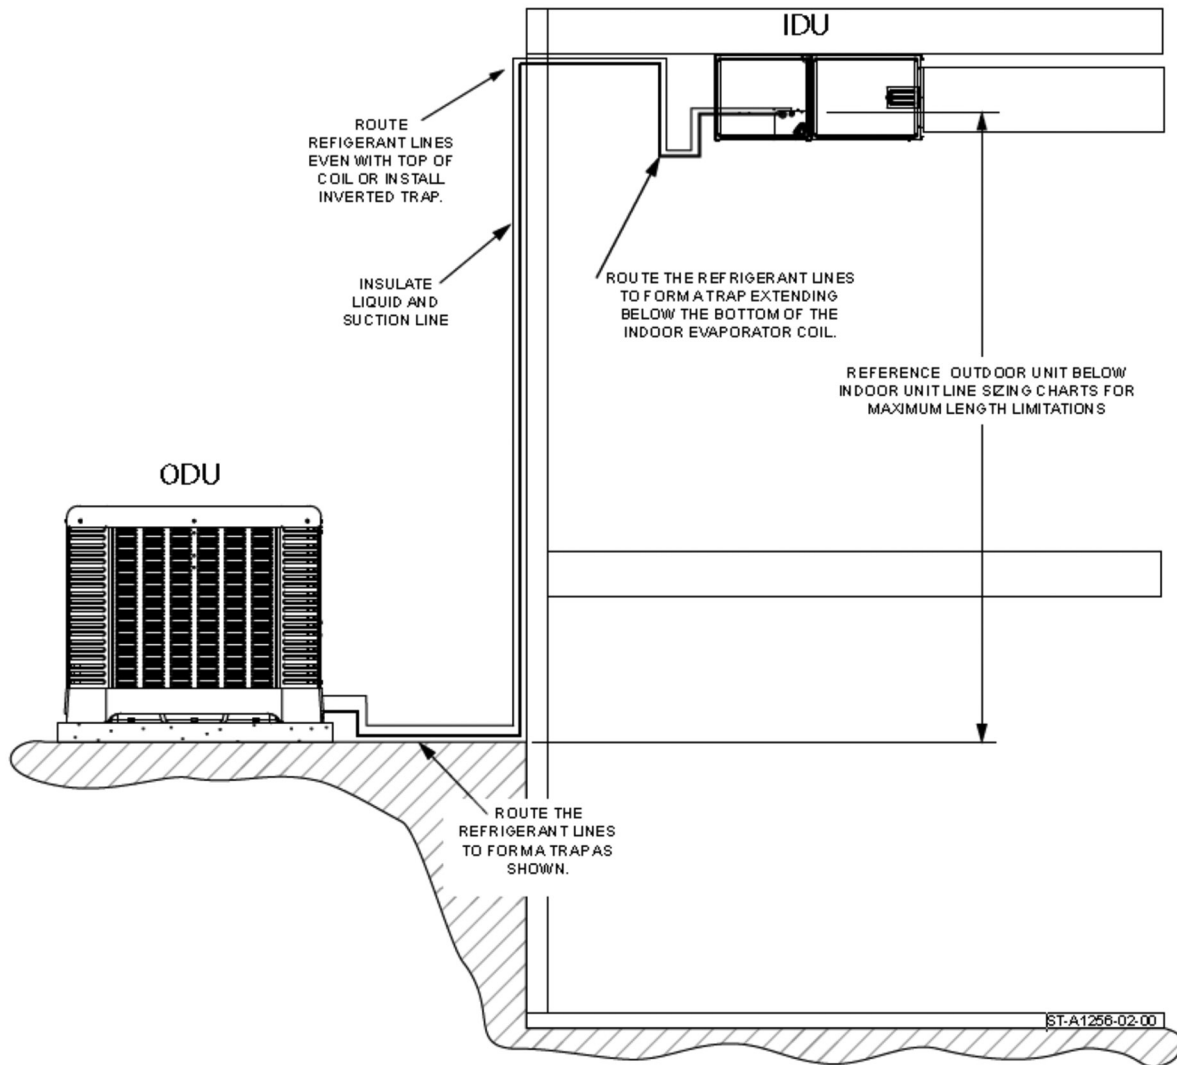 IDU
ROUTE
REFIGERANT LINES
EVEN WITH TOP OF
COIL OR INSTALL
INVERTED TRAP.
INSULATE
LIQUID AND
SUCTION LINE
ROUTE THE REFRIGERANT LINES
TO FORM A TRAP EXTENDING
BELOW THE BOTTOM OF THE
INDOOR EVAPORATOR COIL.
REFERENCE OUTDOOR UNIT BELOW
INDOOR UNIT LINE SIZING CHARTS FOR
MAXIMUM LENGTH LIMITATIONS
ODU
ROUTE THE
REFRIGERANT LINES
TO FORM A TRAP AS
SHOWN.
ST-A1256-02-00